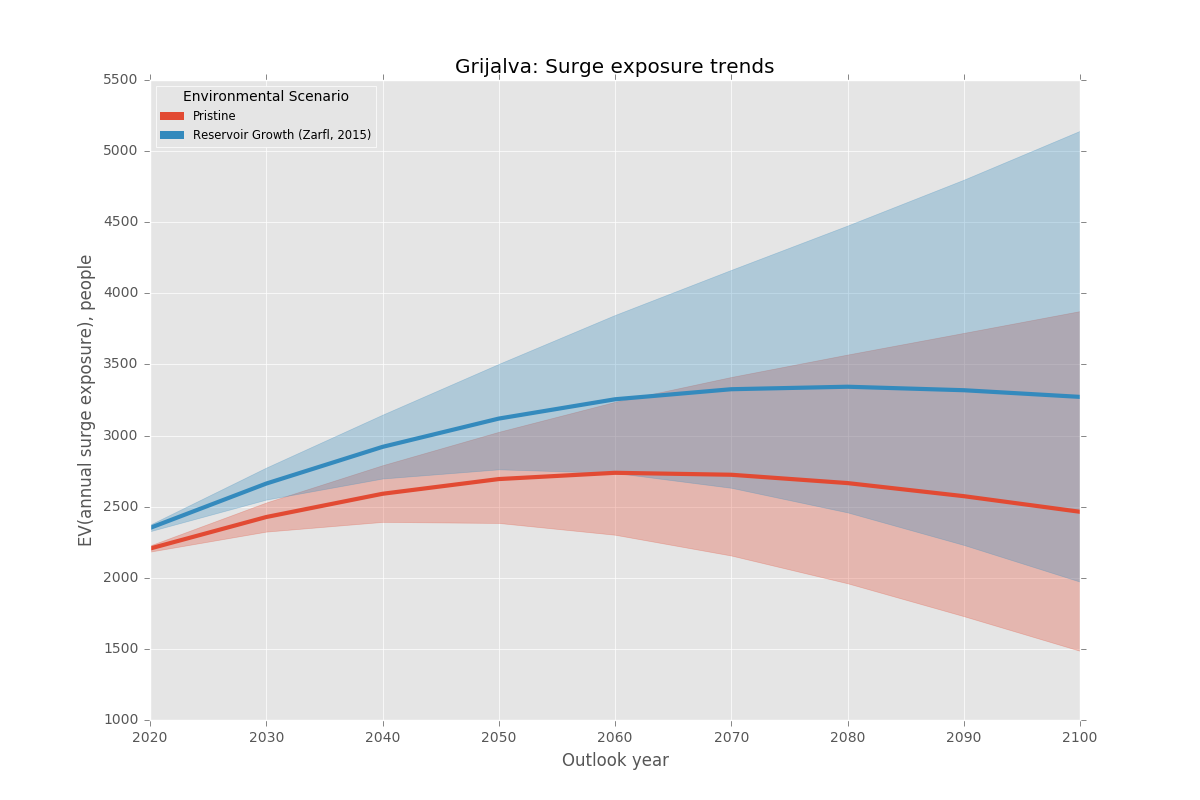 Grijalva: Surge exposure trends
Environmental Scenario
Pristine
Reservoir Growth (Zarfl, 2015)
EV(annual surge exposure), people
5500
5000
4500
4000
3500
3000
2500
2000
1500
1000
2020 2030 2040 2050 2060 2070 2080 2090 2100
Outlook year